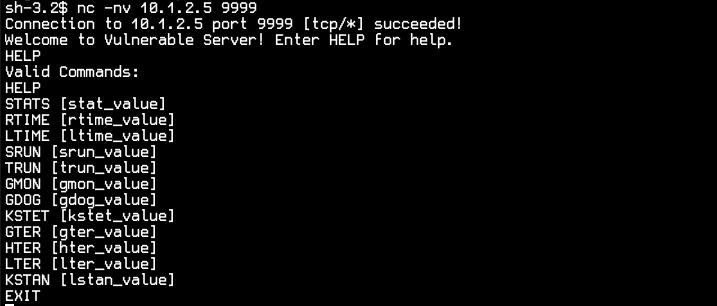 sh-3.2$ nc -nv 10.1.2.5 9999
Connection to 10.1.2.5 port 9999 [tcp/*] succeeded!
Welcome to Vulnerable Server! Enter HELP for help.
HELP
Valid Commands:
HELP
STATS [stat_value]
RTIME [rtime_value]
LTIME [ltime_value]
SRUN [srun_value]
TRUN [trun_value]
GMON [gmon_value]
GDOG [gdog_value]
KSTET [kstet_value]
GTER [gter_value]
HTER [hter_value]
LTER [lter_value]
KSTAN [lstan_value]
EXIT